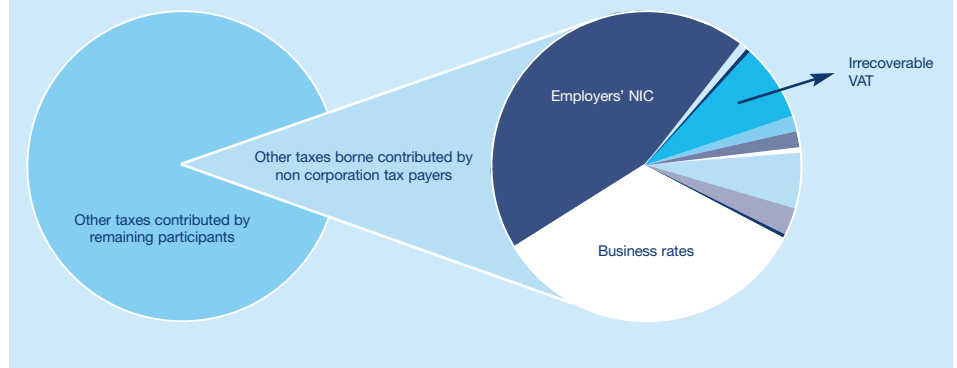 Irrecoverable
VAT
Employers’ NIC
Other taxes borne contributed by
non corporation tax payers
Other taxes contributed by
remaining participants
Business rates